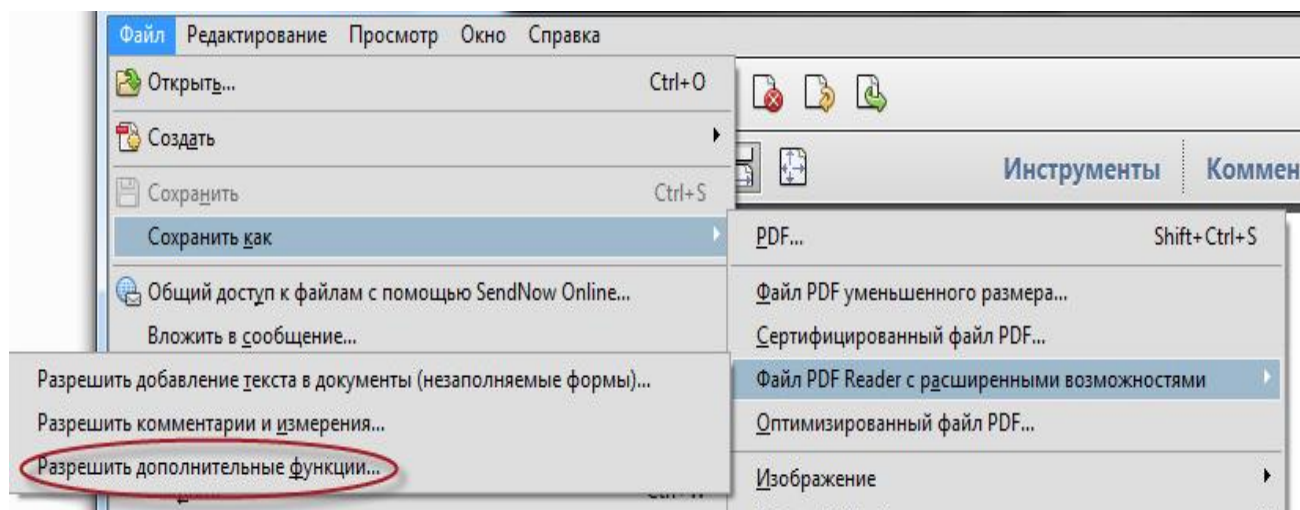 Файл Редактирование Просмотр Окно Справка
Открыть... Ctrl+O
Создать
Инструменты Коммен
Сохранить Ctrl+S
Сохранить как
PDF... Shift+Ctrl+S
Общий доступ к файлам с помощью SendNow Online...
Файл PDF уменьшенного размера...
Вложить в сообщение...
Сертифицированный файл PDF...
Разрешить добавление текста в документы (незаполняемые формы)...
Файл PDF Reader с расширенными возможностями
Разрешить комментарии и измерения...
Оптимизированный файл PDF...
Разрешить дополнительные функции...
Изображение